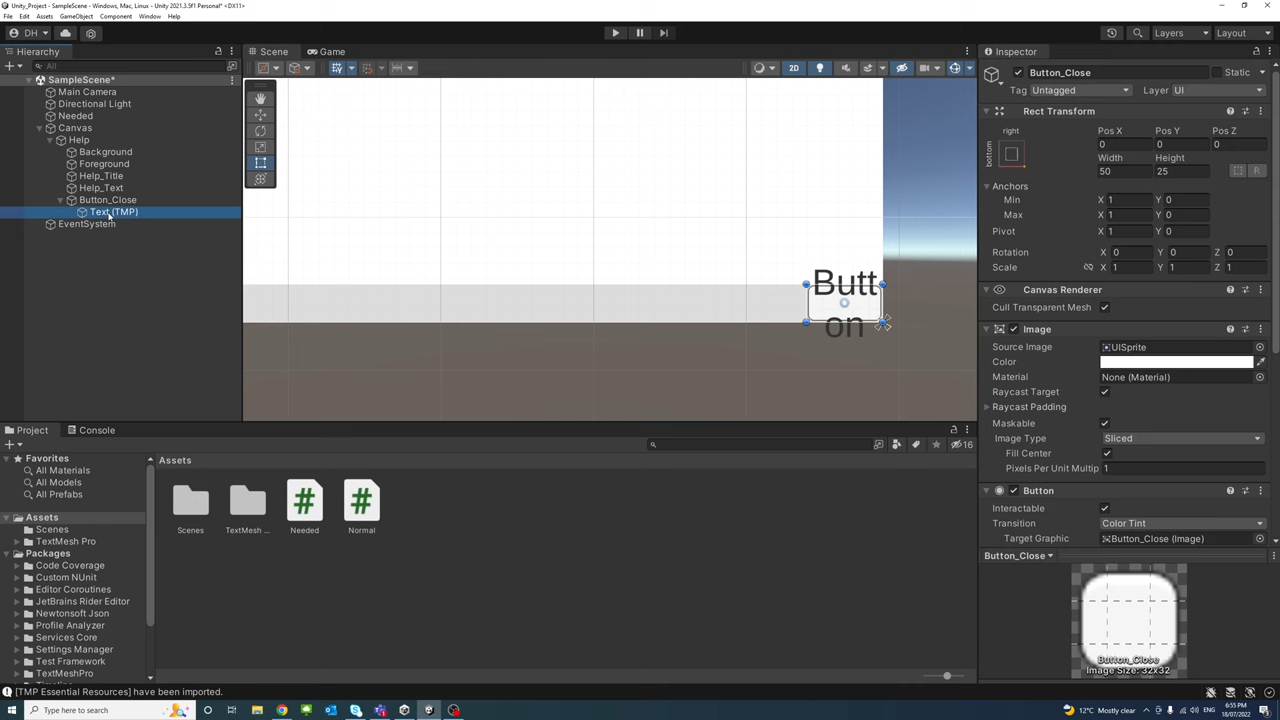 Unity_Project - SampleScene - Windows, Mac, Linux - Unity 2021.3.5f1 Personal* <DX11>
File Edit Assets GameObject Component Window Help
DH
Layers Layout
Hierarchy
All
SampleScene*
Main Camera
Directional Light
Needed
Canvas
Help
Background
Foreground
Help_Title
Help_Text
Button_Close
Text (TMP)
EventSystem
Scene Game
2D
Butt
on
Inspector
Button_Close Static
Tag Untagged Layer UI
Rect Transform
right
bottom
Pos X Pos Y Pos Z
0 0 0
Width Height
50 25
R
Anchors
Min X 1 Y 0
Max X 1 Y 0
Pivot X 1 Y 0
Rotation X 0 Y 0 Z 0
Scale X 1 Y 1 Z 1
Canvas Renderer
Cull Transparent Mesh
Image
Source Image UISprite
Color
Material None (Material)
Raycast Target
Raycast Padding
Maskable
Image Type Sliced
Fill Center
Pixels Per Unit Multip 1
Button
Interactable
Transition Color Tint
Target Graphic Button_Close (Image)
Button_Close
Button_Close
Image Size: 32x32
Project Console
16
Favorites
All Materials
All Models
All Prefabs
Assets
Scenes
TextMesh Pro
Packages
Code Coverage
Custom NUnit
Editor Coroutines
JetBrains Rider Editor
Newtonsoft Json
Profile Analyzer
Services Core
Settings Manager
Test Framework
TextMeshPro
Assets
Scenes TextMesh ... Needed Normal
[TMP Essential Resources] have been imported.
Type here to search
12°C Mostly clear
ENG
6:55 PM
18/07/2022